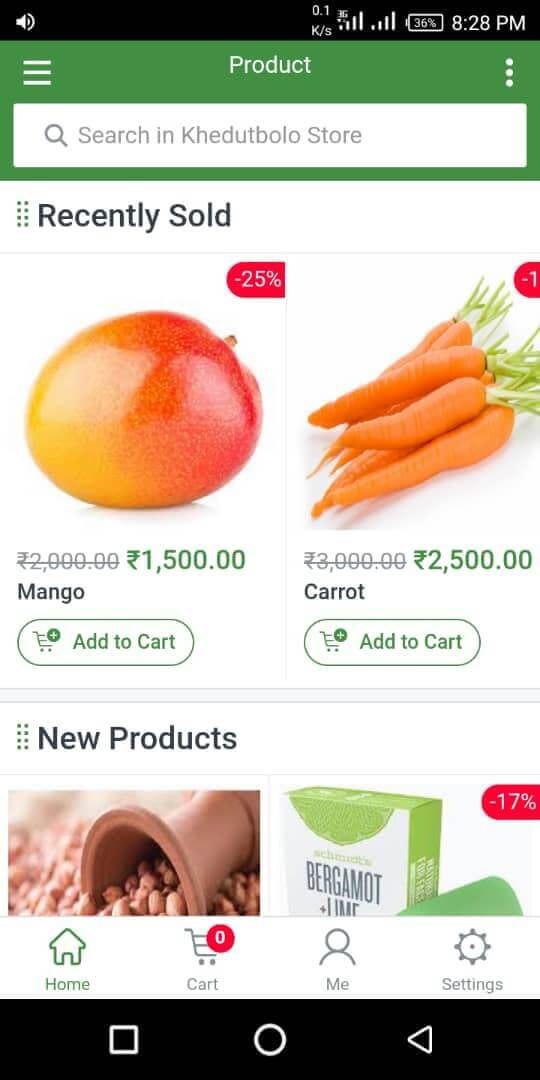 0.1
K/s
3G
36%
8:28 PM
Product
Search in Khedutbolo Store
Recently Sold
-25%
-1
₹2,000.00 ₹1,500.00
₹3,000.00 ₹2,500.00
Mango
Carrot
Add to Cart
Add to Cart
New Products
-17%
schmidt's
BERGAMOT
+LIME
0
Home
Cart
Me
Settings